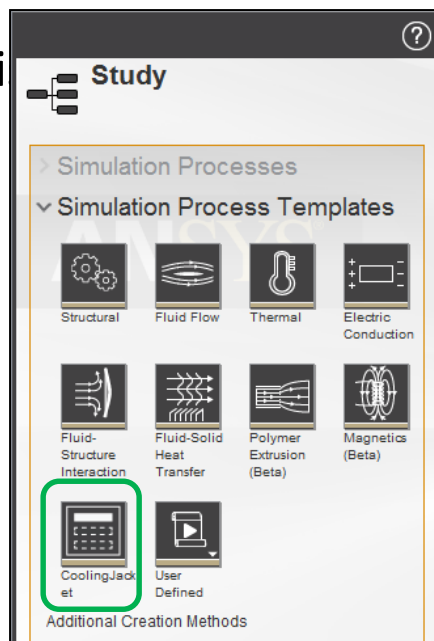 i
?
Study
Simulation Processes
Simulation Process Templates
ANSYS
Structural
Fluid Flow
Thermal
Electric
Conduction
Fluid-
Structure
Interaction
Fluid-Solid
Heat
Transfer
Polymer
Extrusion
(Beta)
Magnetics
(Beta)
CoolingJack
et
User
Defined
Additional Creation Methods